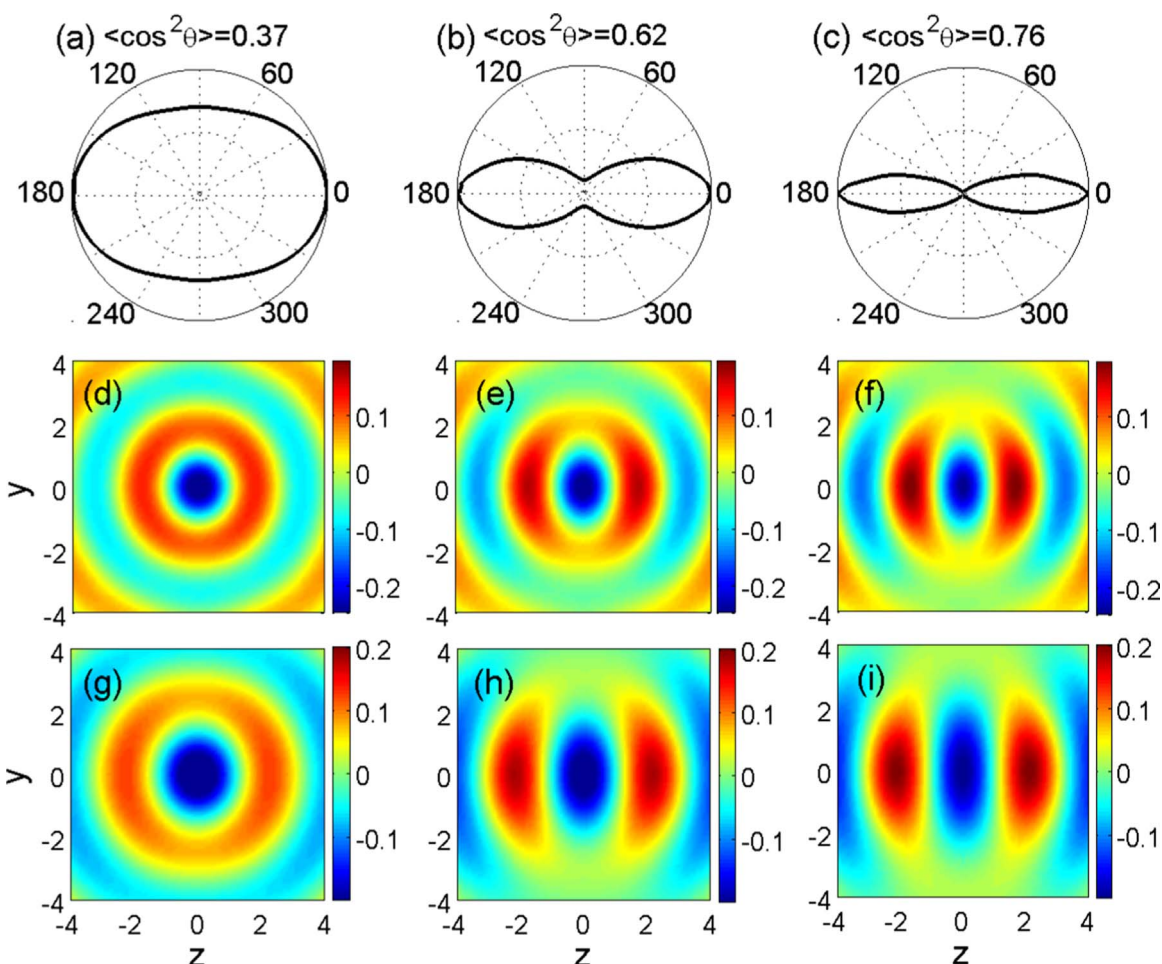 (a) <cos²θ>=0.37 (b) <cos²θ>=0.62 (c) <cos²θ>=0.76
120 60 120 60 120 60
180 0 180 0 180 0
240 300 240 300 240 300
(d) (e) (f)
y
4 2 0 -2 -4
0.1 0 -0.1 -0.2
4 2 0 -2 -4
0.1 0 -0.1 -0.2
4 2 0 -2 -4
0.1 0 -0.1 -0.2
(g) (h) (i)
y
4 2 0 -2 -4
0.2 0.1 0 -0.1
4 2 0 -2 -4
0.2 0.1 0 -0.1
4 2 0 -2 -4
0.2 0.1 0 -0.1
-4 -2 0 2 4 -4 -2 0 2 4 -4 -2 0 2 4
z z z